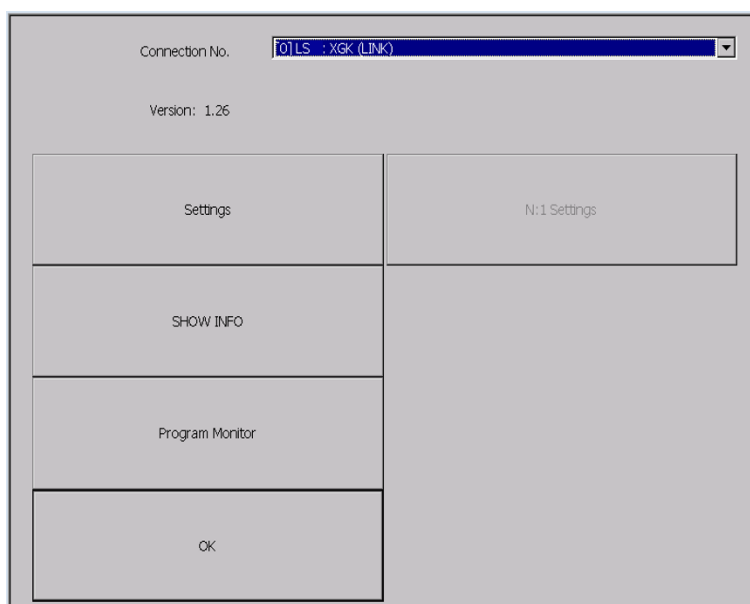 Connection No. [0]LS : XGK (LINK)
Version: 1.26
Settings N:1 Settings
SHOW INFO
Program Monitor
OK